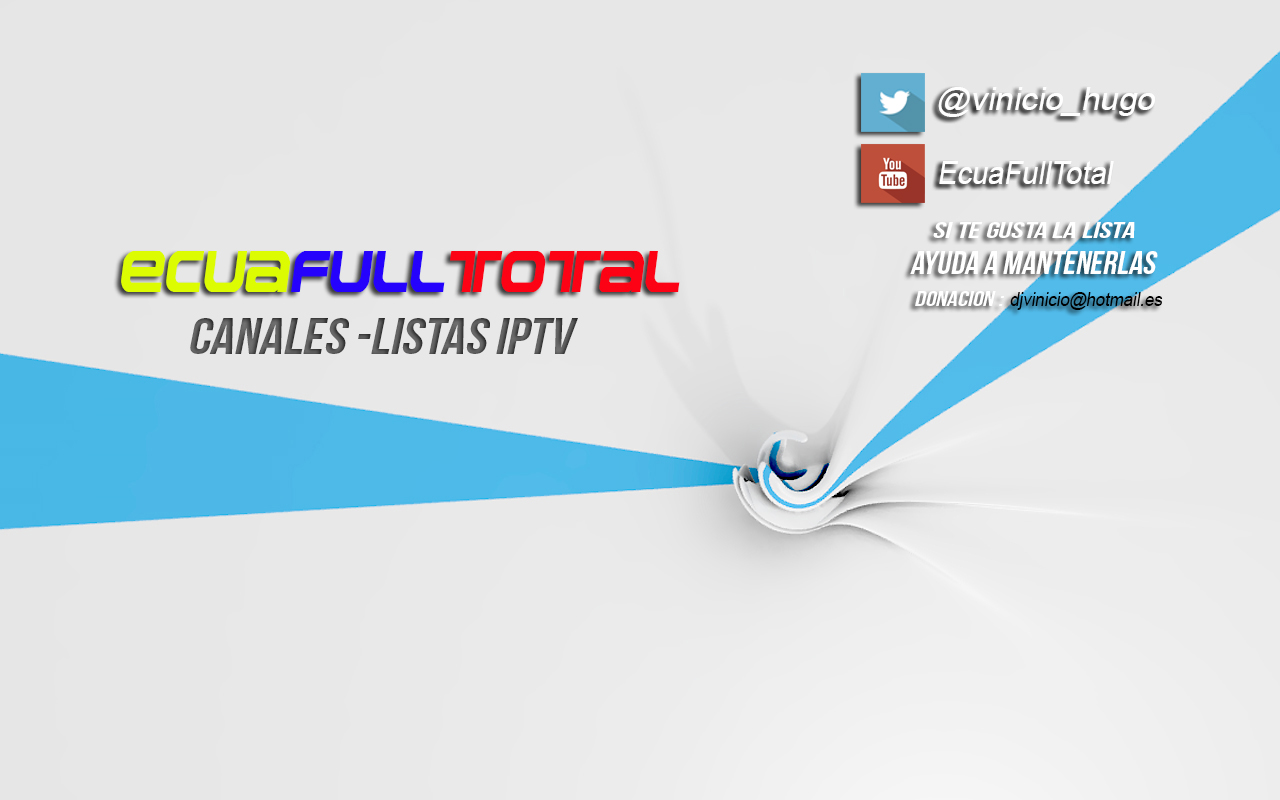 ECUAFULLTOTAL
CANALES -LISTAS IPTV
@vinicio_hugo
You
Tube
EcuaFullTotal
SI TE GUSTA LA LISTA
AYUDA A MANTENERLAS
DONACION : djvinicio@hotmail.es